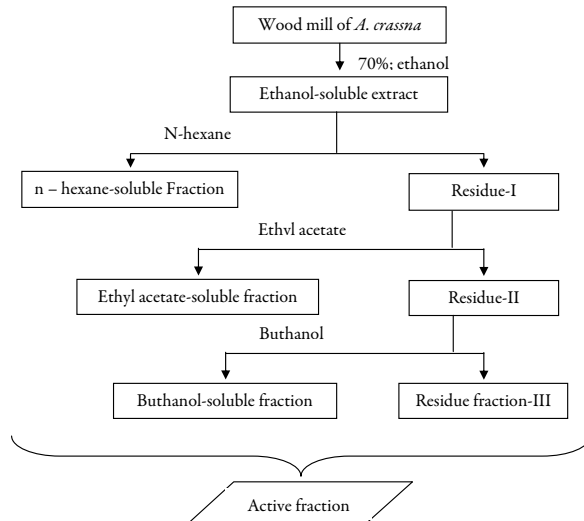 Wood mill of A. crassna
70%; ethanol
Ethanol-soluble extract
N-hexane
n – hexane-soluble Fraction
Residue-I
Ethvl acetate
Ethyl acetate-soluble fraction
Residue-II
Buthanol
Buthanol-soluble fraction
Residue fraction-III
Active fraction